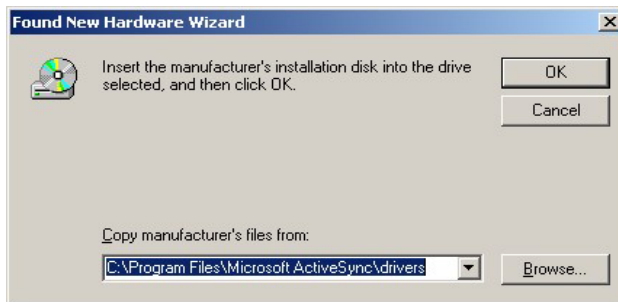 Found New Hardware Wizard
Insert the manufacturer's installation disk into the drive
selected, and then click OK.
OK
Cancel
Copy manufacturer's files from:
C:\Program Files\Microsoft ActiveSync\drivers
Browse...